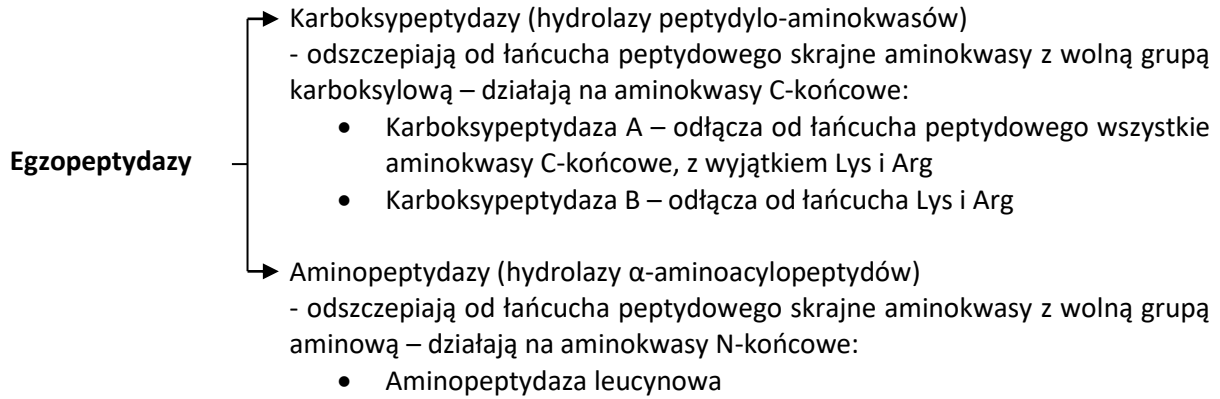 Karboksypeptydazy (hydrolazy peptydylo-aminokwasów)
- odszczepiają od łańcucha peptydowego skrajne aminokwasy z wolną grupą
karboksylową – działają na aminokwasy C-końcowe:
• Karboksypeptydaza A – odłącza od łańcucha peptydowego wszystkie
aminokwasy C-końcowe, z wyjątkiem Lys i Arg
Egzopeptydazy
• Karboksypeptydaza B – odłącza od łańcucha Lys i Arg
Aminopeptydazy (hydrolazy α-aminoacylopeptydów)
- odszczepiają od łańcucha peptydowego skrajne aminokwasy z wolną grupą
aminową – działają na aminokwasy N-końcowe:
• Aminopeptydaza leucynowa